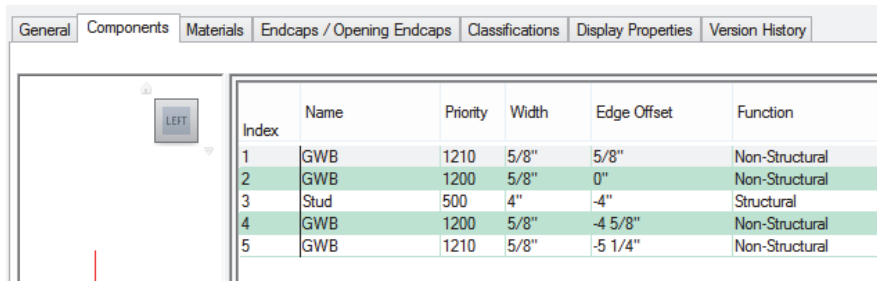 General Components Materials Endcaps / Opening Endcaps Classifications Display Properties Version History
LEFT
Index Name Priority Width Edge Offset Function
1 GWB 1210 5/8" 5/8" Non-Structural
2 GWB 1200 5/8" 0" Non-Structural
3 Stud 500 4" -4" Structural
4 GWB 1200 5/8" -4 5/8" Non-Structural
5 GWB 1210 5/8" -5 1/4" Non-Structural